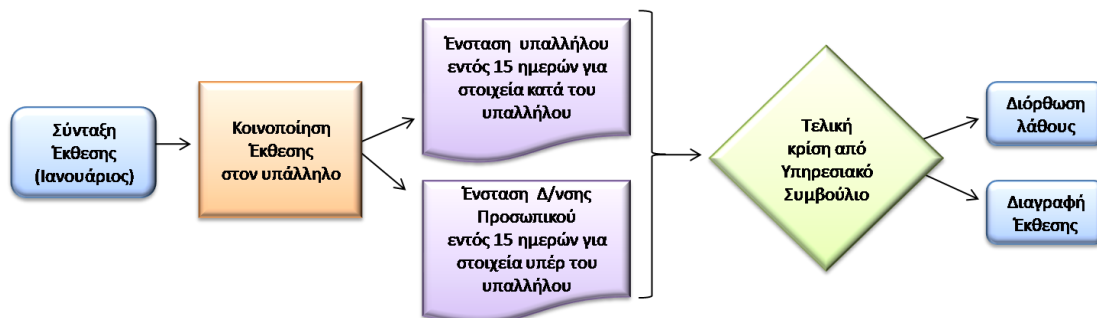 Σύνταξη
Έκθεσης
(Ιανουάριος)
Κοινοποίηση
Έκθεσης
στον υπάλληλο
Ένσταση υπαλλήλου
εντός 15 ημερών για
στοιχεία κατά του
υπαλλήλου
Ένσταση Δ/νσης
Προσωπικού
εντός 15 ημερών για
στοιχεία υπέρ του
υπαλλήλου
Τελική
κρίση από
Υπηρεσιακό
Συμβούλιο
Διόρθωση
λάθους
Διαγραφή
Έκθεσης